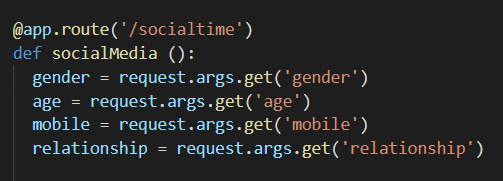 @app.route('/socialtime')
def socialMedia ():
  gender = request.args.get('gender')
  age = request.args.get('age')
  mobile = request.args.get('mobile')
  relationship = request.args.get('relationship')